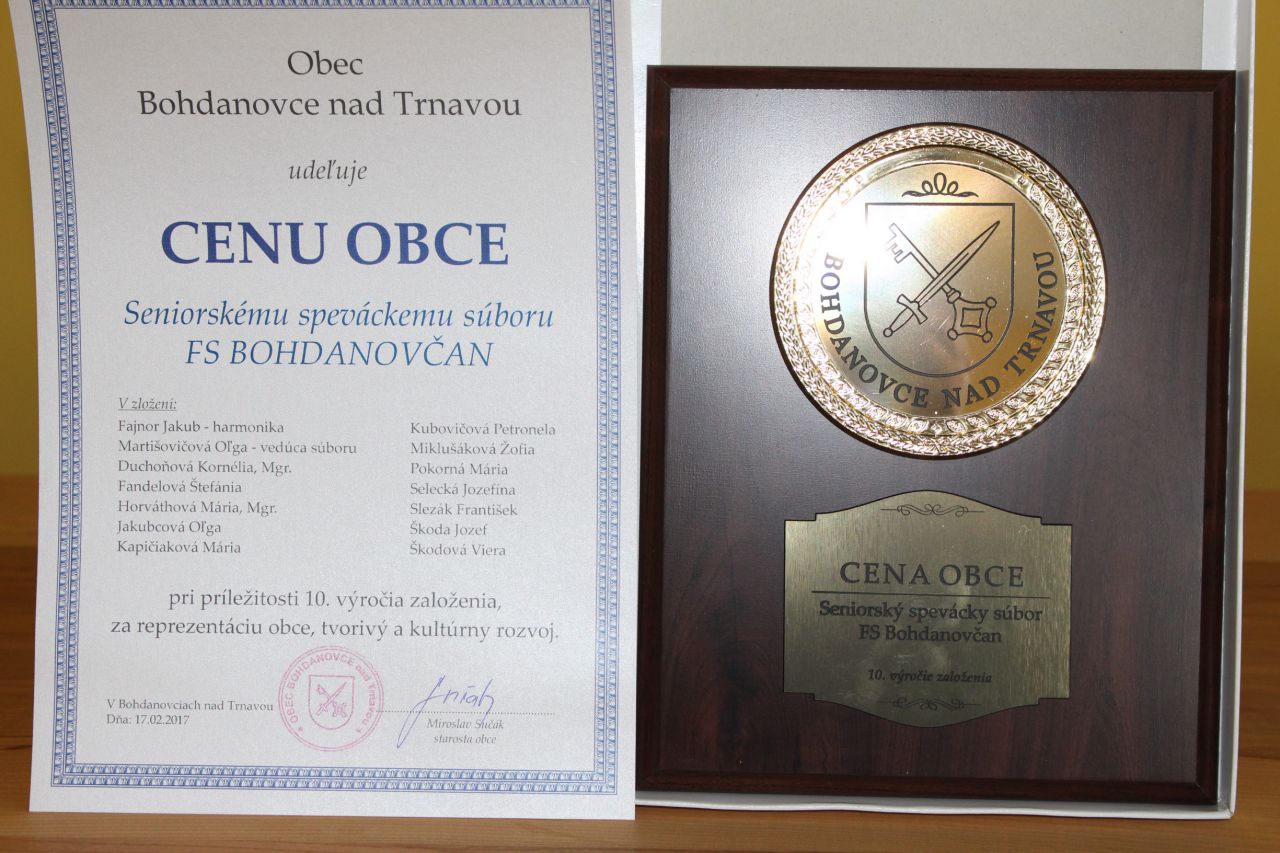 Obec
Bohdanovce nad Trnavou
udeľuje
CENU OBCE
Seniorskému speváckemu súboru
FS BOHDANOVČAN
V zložení:
Fajnor Jakub - harmonika
Martišovičová Oľga - vedúca súboru
Duchoňová Kornélia, Mgr.
Fandelová Štefánia
Horváthová Mária, Mgr.
Jakubcová Oľga
Kapičiaková Mária
Kubovičová Petronela
Miklušáková Žofia
Pokorná Mária
Selecká Jozefína
Slezák František
Škoda Jozef
Škodová Viera
pri príležitosti 10. výročia založenia,
za reprezentáciu obce, tvorivý a kultúrny rozvoj.
V Bohdanovciach nad Trnavou
Dňa: 17.02.2017
OBEC BOHDANOVCE nad Trnavou
Miroslav Sučák
starosta obce
BOHDANOVCE NAD TRNAVOU
CENA OBCE
Seniorský spevácky súbor
FS Bohdanovčan
10. výročie založenia